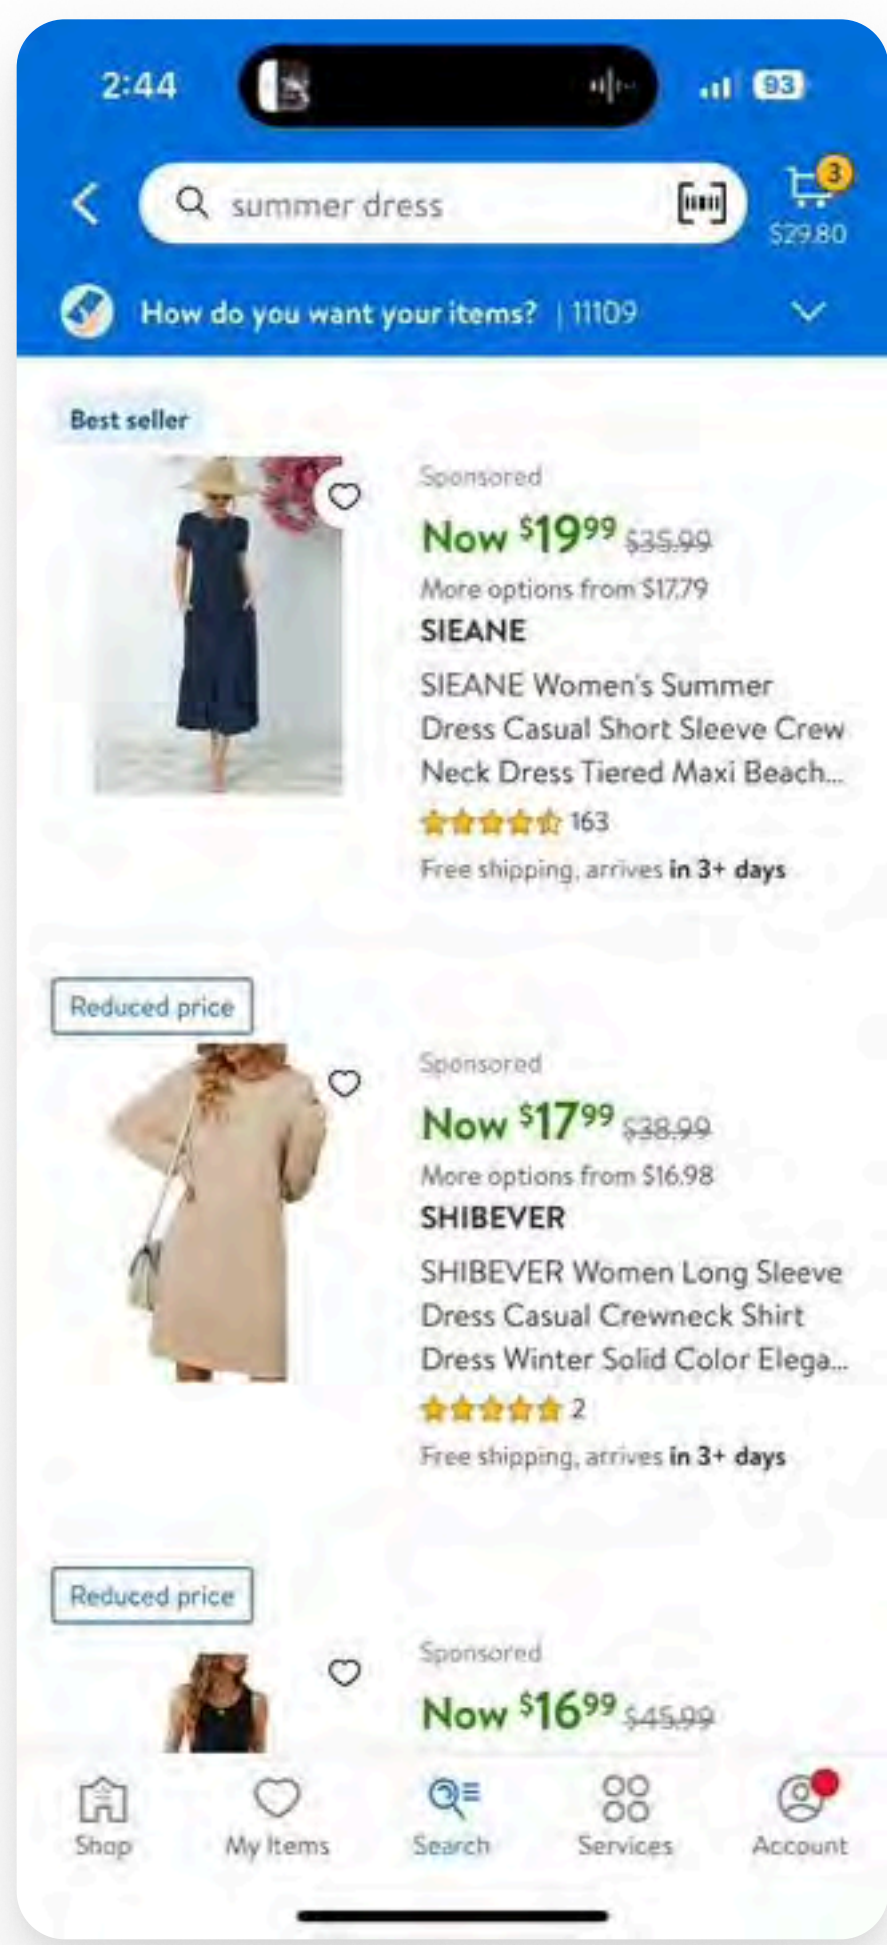 2:44
93
summer dress
3
$29.80
How do you want your items? | 11109
Best seller
Sponsored
Now $19.99 $35.99
More options from $17.79
SIEANE
SIEANE Women's Summer
Dress Casual Short Sleeve Crew
Neck Dress Tiered Maxi Beach...
163
Free shipping, arrives in 3+ days
Reduced price
Sponsored
Now $17.99 $38.99
More options from $16.98
SHIBEVER
SHIBEVER Women Long Sleeve
Dress Casual Crewneck Shirt
Dress Winter Solid Color Elega...
2
Free shipping, arrives in 3+ days
Reduced price
Sponsored
Now $16.99 $45.99
Shop
My Items
Search
Services
Account